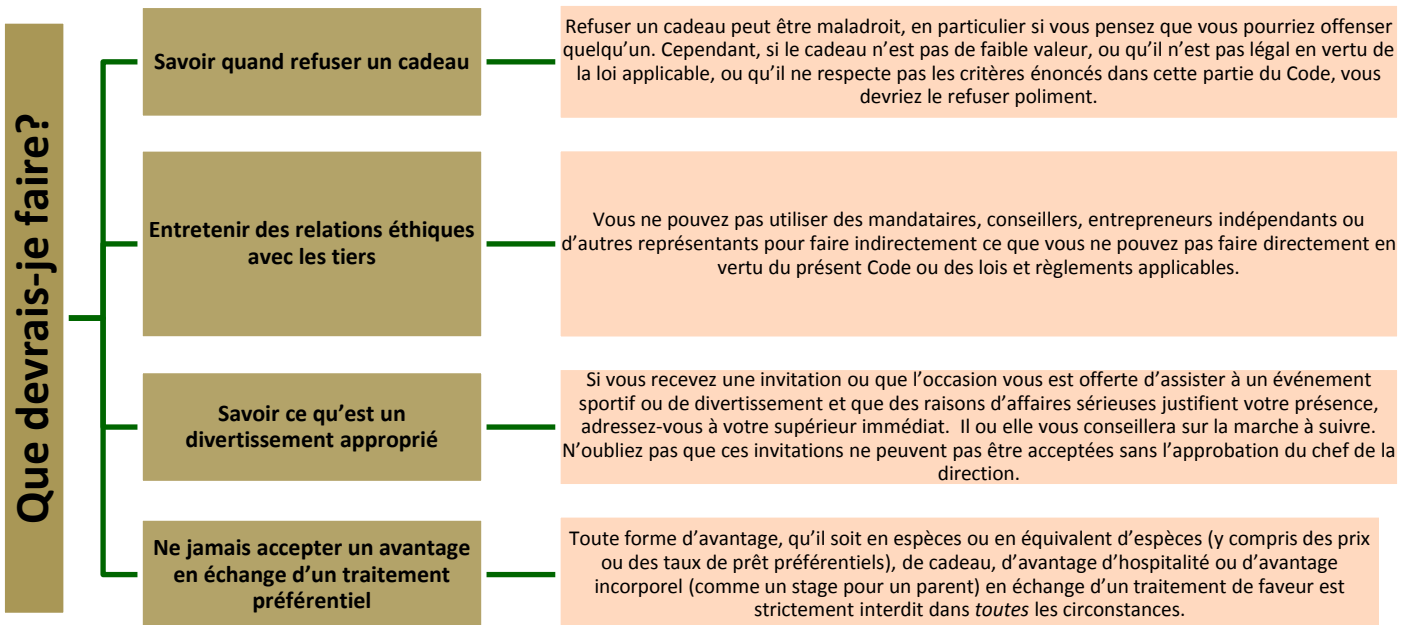 Que devrais-je faire?
Savoir quand refuser un cadeau
Refuser un cadeau peut être maladroit, en particulier si vous pensez que vous pourriez offenser
quelqu’un. Cependant, si le cadeau n’est pas de faible valeur, ou qu’il n’est pas légal en vertu de
la loi applicable, ou qu’il ne respecte pas les critères énoncés dans cette partie du Code, vous
devriez le refuser poliment.
Entretenir des relations éthiques
avec les tiers
Vous ne pouvez pas utiliser des mandataires, conseillers, entrepreneurs indépendants ou
d’autres représentants pour faire indirectement ce que vous ne pouvez pas faire directement en
vertu du présent Code ou des lois et règlements applicables.
Savoir ce qu’est un
divertissement approprié
Si vous recevez une invitation ou que l’occasion vous est offerte d’assister à un événement
sportif ou de divertissement et que des raisons d’affaires sérieuses justifient votre présence,
adressez-vous à votre supérieur immédiat. Il ou elle vous conseillera sur la marche à suivre.
N’oubliez pas que ces invitations ne peuvent pas être acceptées sans l’approbation du chef de la
direction.
Ne jamais accepter un avantage
en échange d’un traitement
préférentiel
Toute forme d’avantage, qu’il soit en espèces ou en équivalent d’espèces (y compris des prix
ou des taux de prêt préférentiels), de cadeau, d’avantage d’hospitalité ou d’avantage
incorporel (comme un stage pour un parent) en échange d’un traitement de faveur est
strictement interdit dans toutes les circonstances.